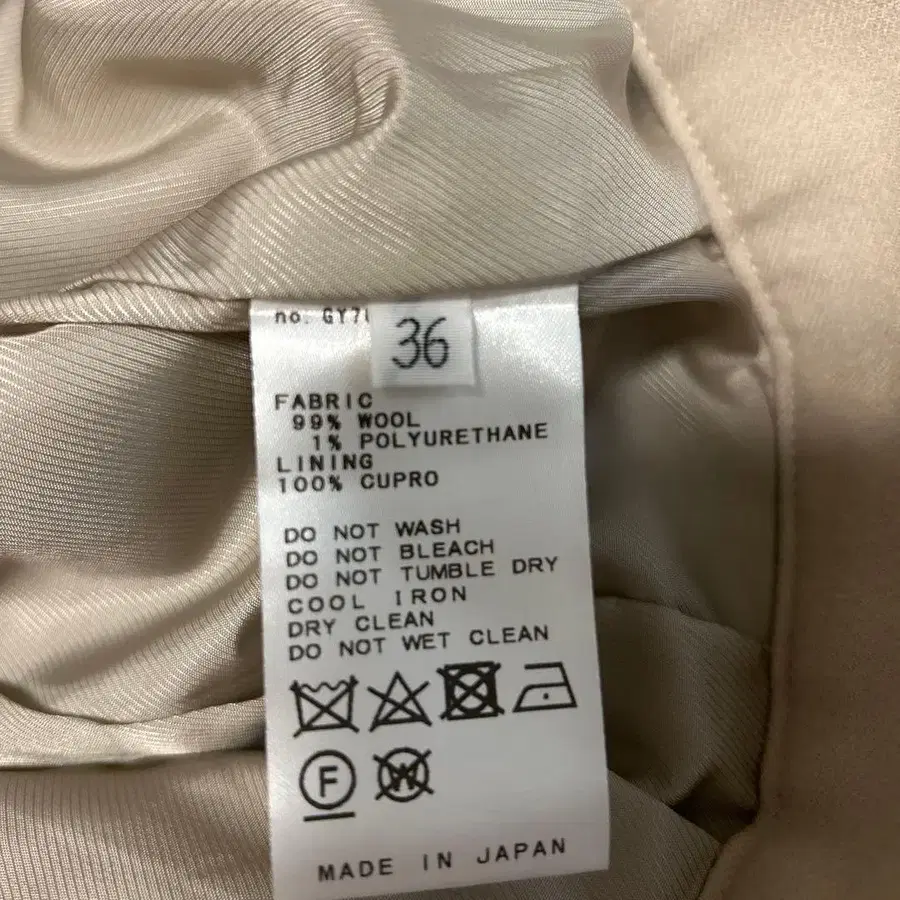 no. GY7
36
FABRIC
99% WOOL
1% POLYURETHANE
LINING
100% CUPRO
DO NOT WASH
DO NOT BLEACH
DO NOT TUMBLE DRY
COOL IRON
DRY CLEAN
DO NOT WET CLEAN
F W
MADE IN JAPAN